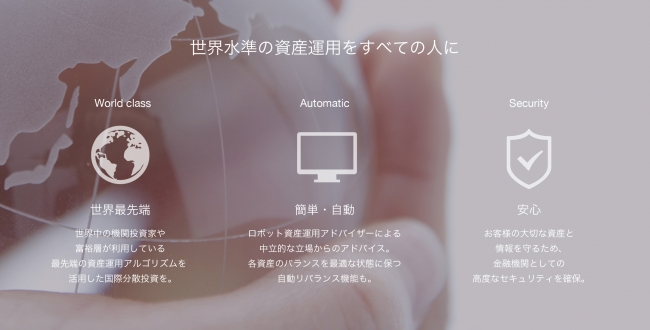 世界水準の資産運用をすべての人に
World class
Automatic
Security
世界最先端
簡単・自動
安心
世界中の機関投資家や
富裕層が利用している
最先端の資産運用アルゴリズムを
活用した国際分散投資を。
ロボット資産運用アドバイザーによる
中立的な立場からのアドバイス。
各資産のバランスを最適な状態に保つ
自動リバランス機能も。
お客様の大切な資産と
情報を守るため、
金融機関としての
高度なセキュリティを確保。